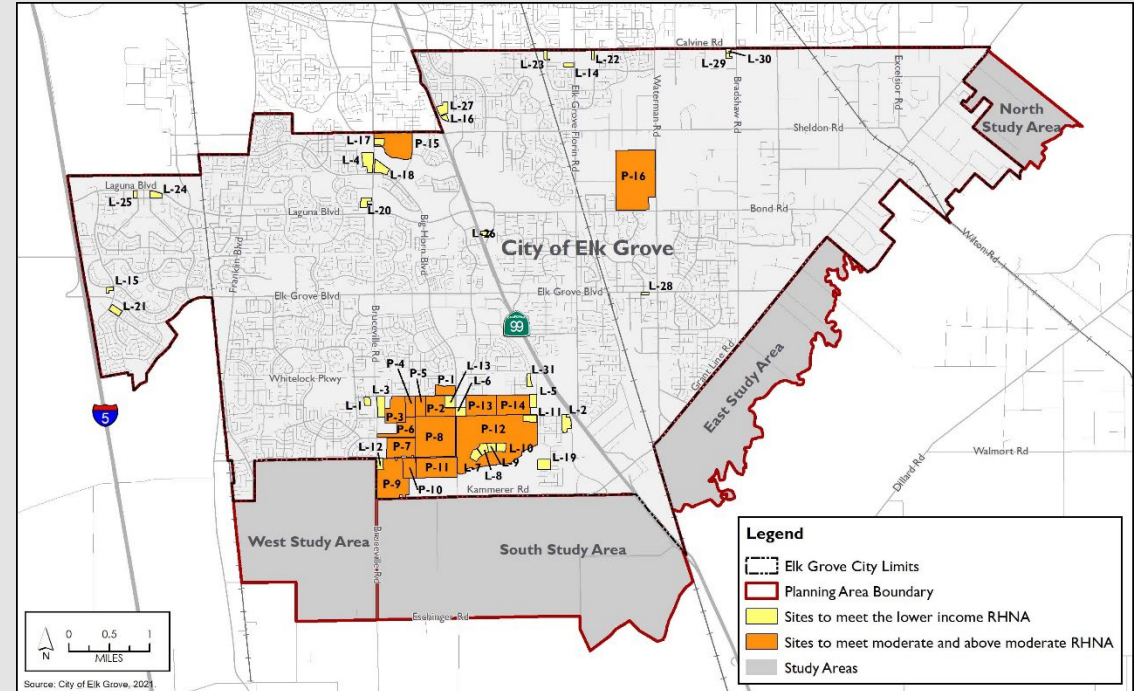 Calvine Rd
L-23
L-22
L-14
L-29
L-30
Elk Grove Florin Rd
Waterman Rd
Bradshaw Rd
Excelsior Rd
North
Study Area
L-27
L-16
Sheldon Rd
L-17
P-15
L-4
L-18
P-16
Laguna Blvd
L-24
L-25
Laguna Blvd
L-20
Big Horn Blvd
Bond Rd
L-26
City of Elk Grove
Wilton Rd
Franklin Blvd
L-15
L-21
Elk Grove Blvd
Elk Grove Blvd
L-28
99
Bruceville Rd
Grant Line Rd
East Study Area
5
Whitelock Pkwy
P-4
P-5
P-1
L-13
L-6
L-31
L-3
L-1
P-3
P-2
P-13
P-14
L-5
L-11
L-2
P-6
P-12
P-8
P-7
L-12
L-10
L-9
L-7
L-8
L-19
P-11
P-9
P-10
Kammerer Rd
Dillard Rd
Walmort Rd
West Study Area
Bruceville Rd
South Study Area
Eschinger Rd
N
0 0.5 1
MILES
Source: City of Elk Grove, 2021.
Legend
Elk Grove City Limits
Planning Area Boundary
Sites to meet the lower income RHNA
Sites to meet moderate and above moderate RHNA
Study Areas